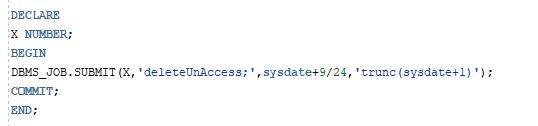 DECLARE
X NUMBER;
BEGIN
DBMS_JOB.SUBMIT(X,'deleteUnAccess;',sysdate+9/24,'trunc(sysdate+1)');
COMMIT;
END;